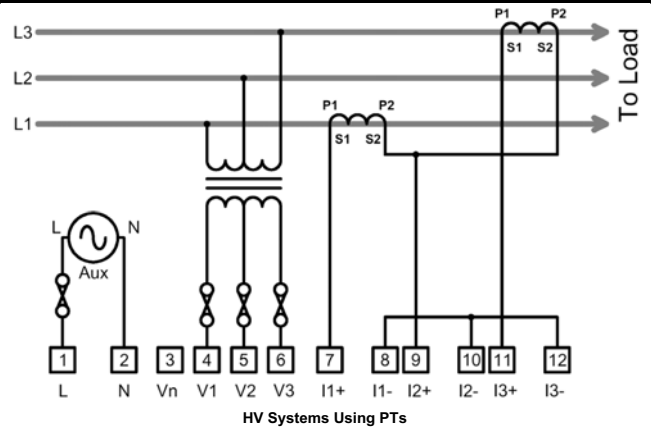 P1 P2
L3
S1 S2
To Load
L2
P1 P2
L1
S1 S2
L N
Aux
1 2 3 4 5 6 7 8 9 10 11 12
L N Vn V1 V2 V3 I1+ I1- I2+ I2- I3+ I3-
HV Systems Using PTs